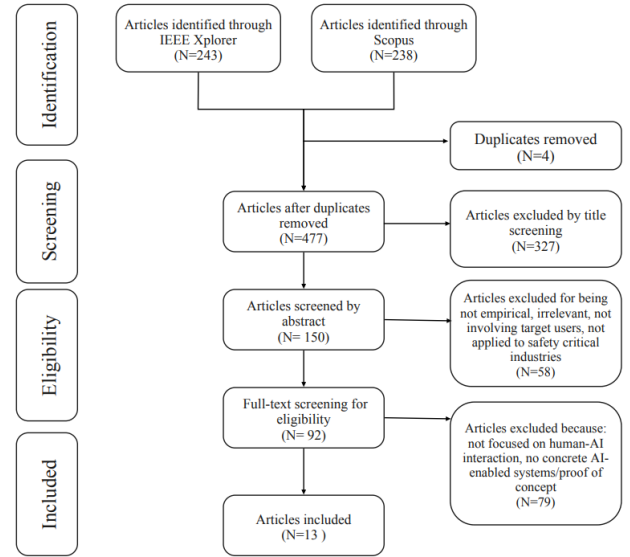 Identification
Articles identified through
IEEE Xplorer
(N=243)
Articles identified through
Scopus
(N=238)
Duplicates removed
(N=4)
Screening
Articles after duplicates
removed
(N=477)
Articles excluded by title
screening
(N=327)
Eligibility
Articles screened by
abstract
(N= 150)
Articles excluded for being
not empirical, irrelevant, not
involving target users, not
applied to safety critical
industries
(N=58)
Full-text screening for
eligibility
(N= 92)
Articles excluded because:
not focused on human-AI
interaction, no concrete AI-
enabled systems/proof of
concept
(N=79)
Included
Articles included
(N=13 )